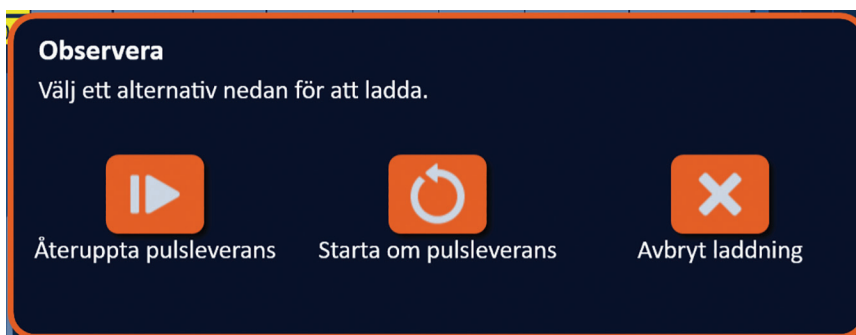 Observera
Välj ett alternativ nedan för att ladda.
Återuppta pulsleverans
Starta om pulsleverans
Avbryt laddning